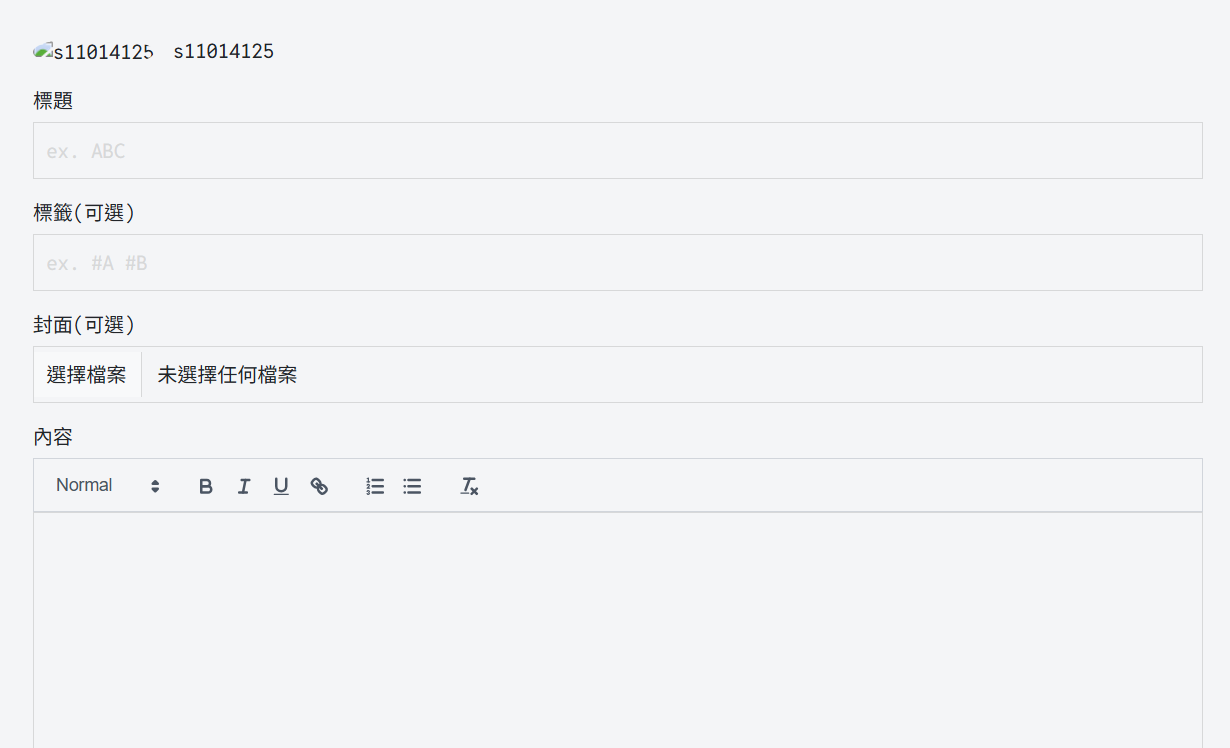 s11014125 s11014125
標題
ex. ABC
標籤(可選)
ex. #A #B
封面(可選)
選擇檔案 未選擇任何檔案
內容
Normal B I U